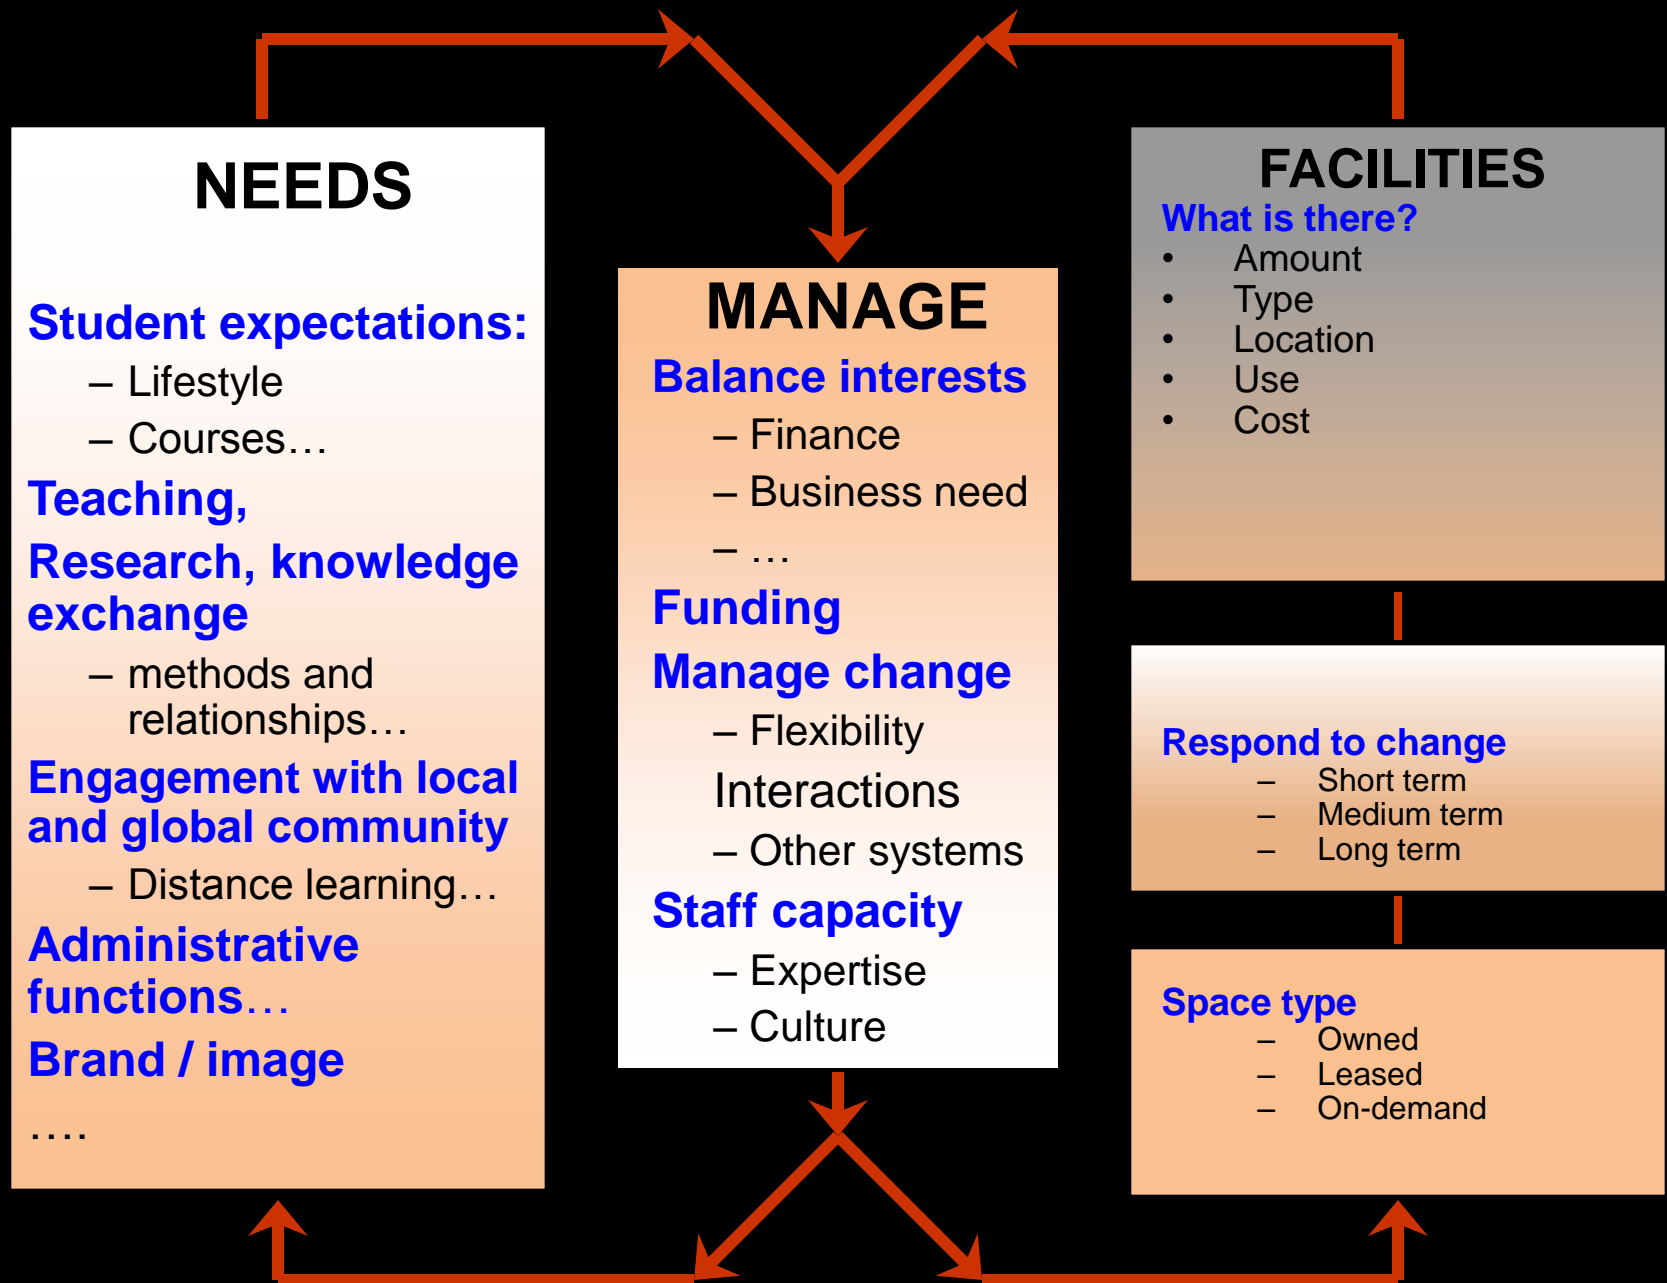 NEEDS
Student expectations:
– Lifestyle
– Courses…
Teaching,
Research, knowledge
exchange
– methods and
relationships…
Engagement with local
and global community
– Distance learning…
Administrative
functions…
Brand / image
….
MANAGE
Balance interests
– Finance
– Business need
– …
Funding
Manage change
– Flexibility
Interactions
– Other systems
Staff capacity
– Expertise
– Culture
FACILITIES
What is there?
• Amount
• Type
• Location
• Use
• Cost
Respond to change
– Short term
– Medium term
– Long term
Space type
– Owned
– Leased
– On-demand